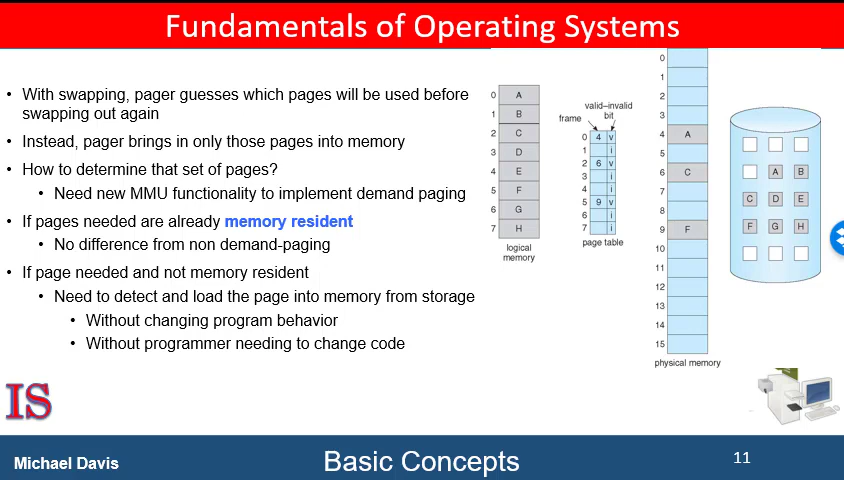 Fundamentals of Operating Systems
• With swapping, pager guesses which pages will be used before
swapping out again
• Instead, pager brings in only those pages into memory
• How to determine that set of pages?
• Need new MMU functionality to implement demand paging
• If pages needed are already memory resident
• No difference from non demand-paging
• If page needed and not memory resident
• Need to detect and load the page into memory from storage
• Without changing program behavior
• Without programmer needing to change code
0 A
1 B
2 C
3 D
4 E
5 F
6 G
7 H
logical
memory
valid–invalid
bit
frame
0 4 v
1 i
2 6 v
3 i
4 i
5 9 v
6 i
7 i
page table
0
1
2
3
4 A
5
6 C
7
8
9 F
10
11
12
13
14
15
physical memory
A B
C D E
F G H
IS
Michael Davis
Basic Concepts
11